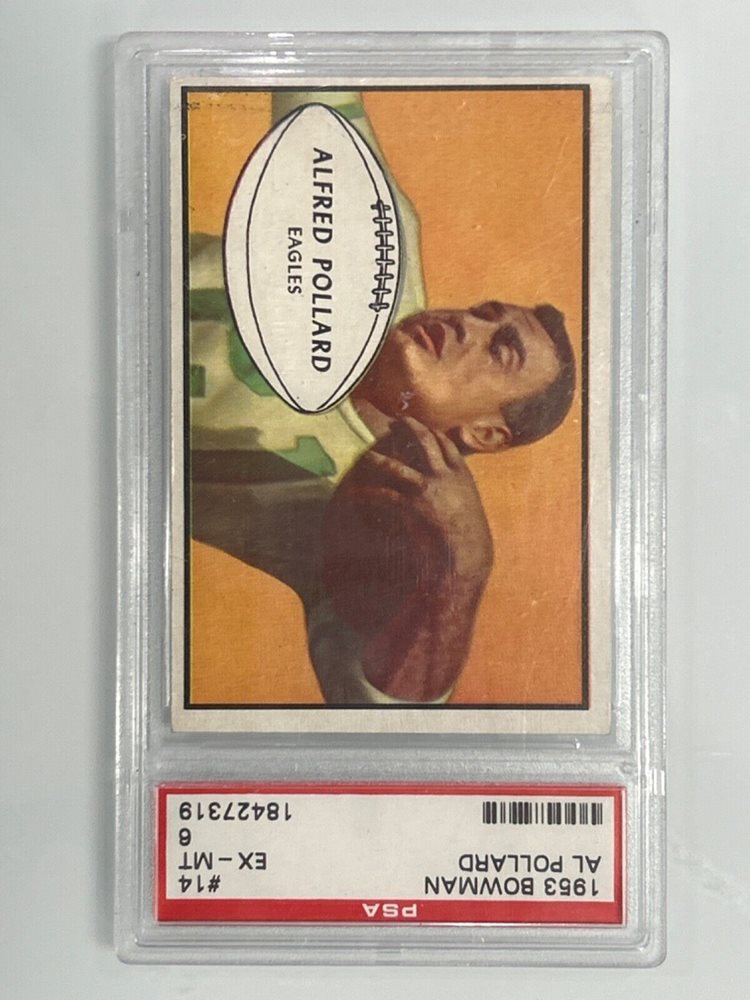 ALFRED POLLARD
EAGLES
PSA
1953 BOWMAN #14
AL POLLARD EX-MT
6
18427319